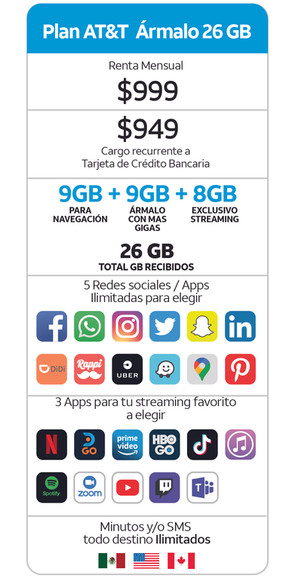 Plan AT&T Ármalo 26 GB
Renta Mensual
$999
$949
Cargo recurrente a
Tarjeta de Crédito Bancaria
9GB + 9GB + 8GB
PARA NAVEGACIÓN
ÁRMALO CON MAS GIGAS
EXCLUSIVO STREAMING
26 GB
TOTAL GB RECIBIDOS
5 Redes sociales / Apps
Ilimitadas para elegir
f
in
DiDi
Rappi
UBER
3 Apps para tu streaming favorito
a elegir
N
GO
prime video
HBO GO
Spotify
zoom
T
Minutos y/o SMS
todo destino Ilimitados